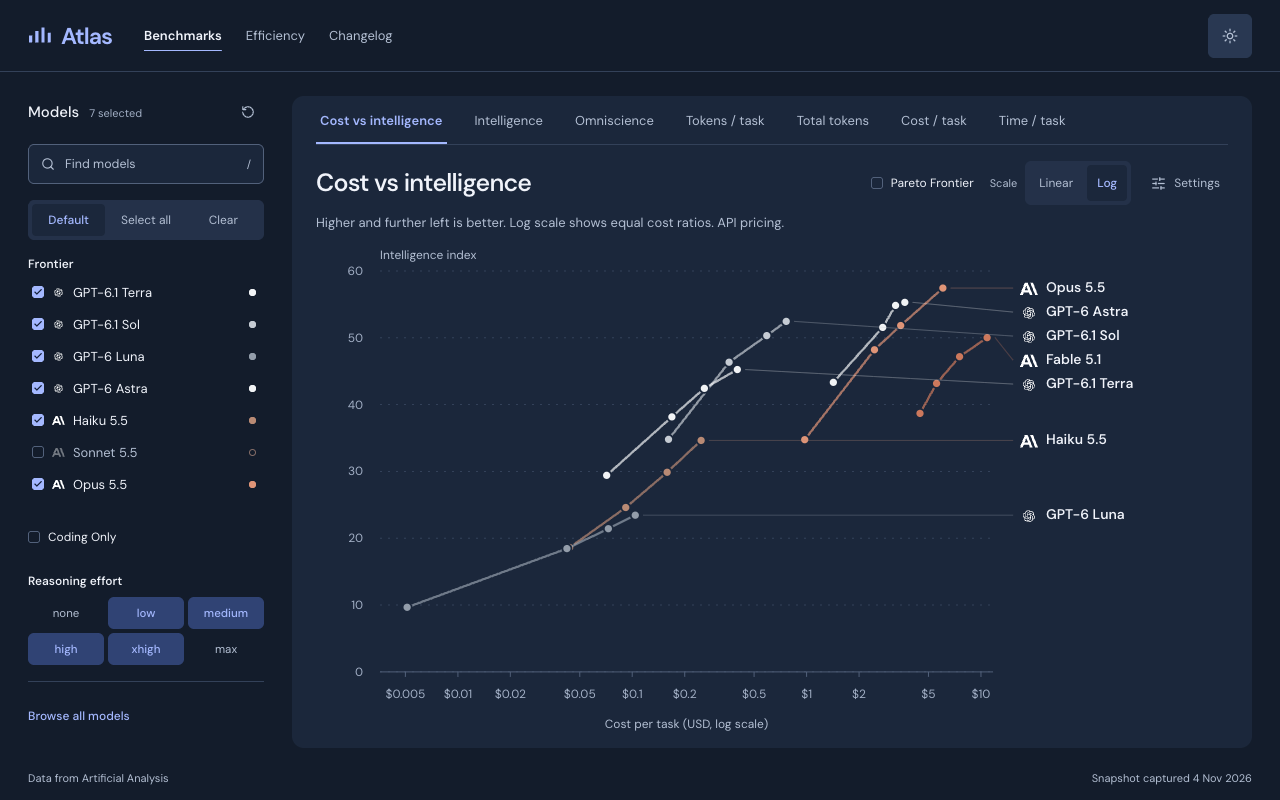 Atlas
Benchmarks Efficiency Changelog
Models 7 selected
Find models /
Default Select all Clear
Frontier
GPT-6.1 Terra
GPT-6.1 Sol
GPT-6 Luna
GPT-6 Astra
Haiku 5.5
Sonnet 5.5
Opus 5.5
Coding Only
Reasoning effort
none low medium
high xhigh max
Browse all models
Cost vs intelligence Intelligence Omniscience Tokens / task Total tokens Cost / task Time / task
Cost vs intelligence
Pareto Frontier Scale Linear Log Settings
Higher and further left is better. Log scale shows equal cost ratios. API pricing.
Intelligence index
60
50
40
30
20
10
0
Opus 5.5
GPT-6 Astra
GPT-6.1 Sol
Fable 5.1
GPT-6.1 Terra
Haiku 5.5
GPT-6 Luna
$0.005 $0.01 $0.02 $0.05 $0.1 $0.2 $0.5 $1 $2 $5 $10
Cost per task (USD, log scale)
Data from Artificial Analysis
Snapshot captured 4 Nov 2026